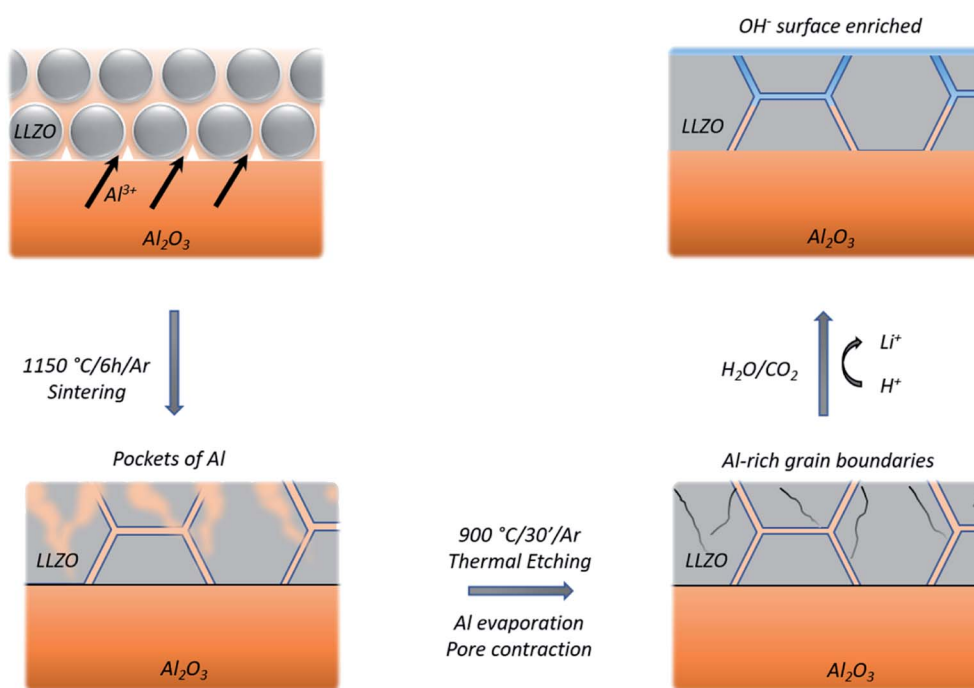 LLZO
Al³⁺
Al₂O₃
1150 °C/6h/Ar
Sintering
Pockets of Al
LLZO
Al₂O₃
900 °C/30′/Ar
Thermal Etching
Al evaporation
Pore contraction
Al-rich grain boundaries
LLZO
Al₂O₃
H₂O/CO₂
Li⁺
H⁺
OH⁻ surface enriched
LLZO
Al₂O₃